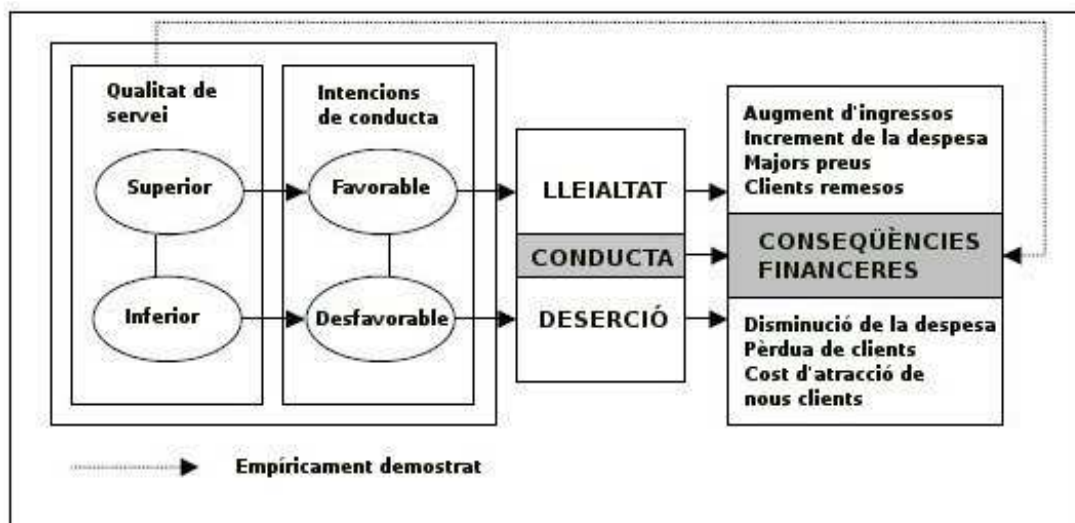 Qualitat de
servei
Superior
Inferior
Intencions
de conducta
Favorable
Desfavorable
LLEIALTAT
CONDUCTA
DESERCIÓ
Augment d'ingressos
Increment de la despesa
Majors preus
Clients remesos
CONSEQÜÈNCIES
FINANCERES
Disminució de la despesa
Pèrdua de clients
Cost d'atracció de
nous clients
Empíricament demostrat